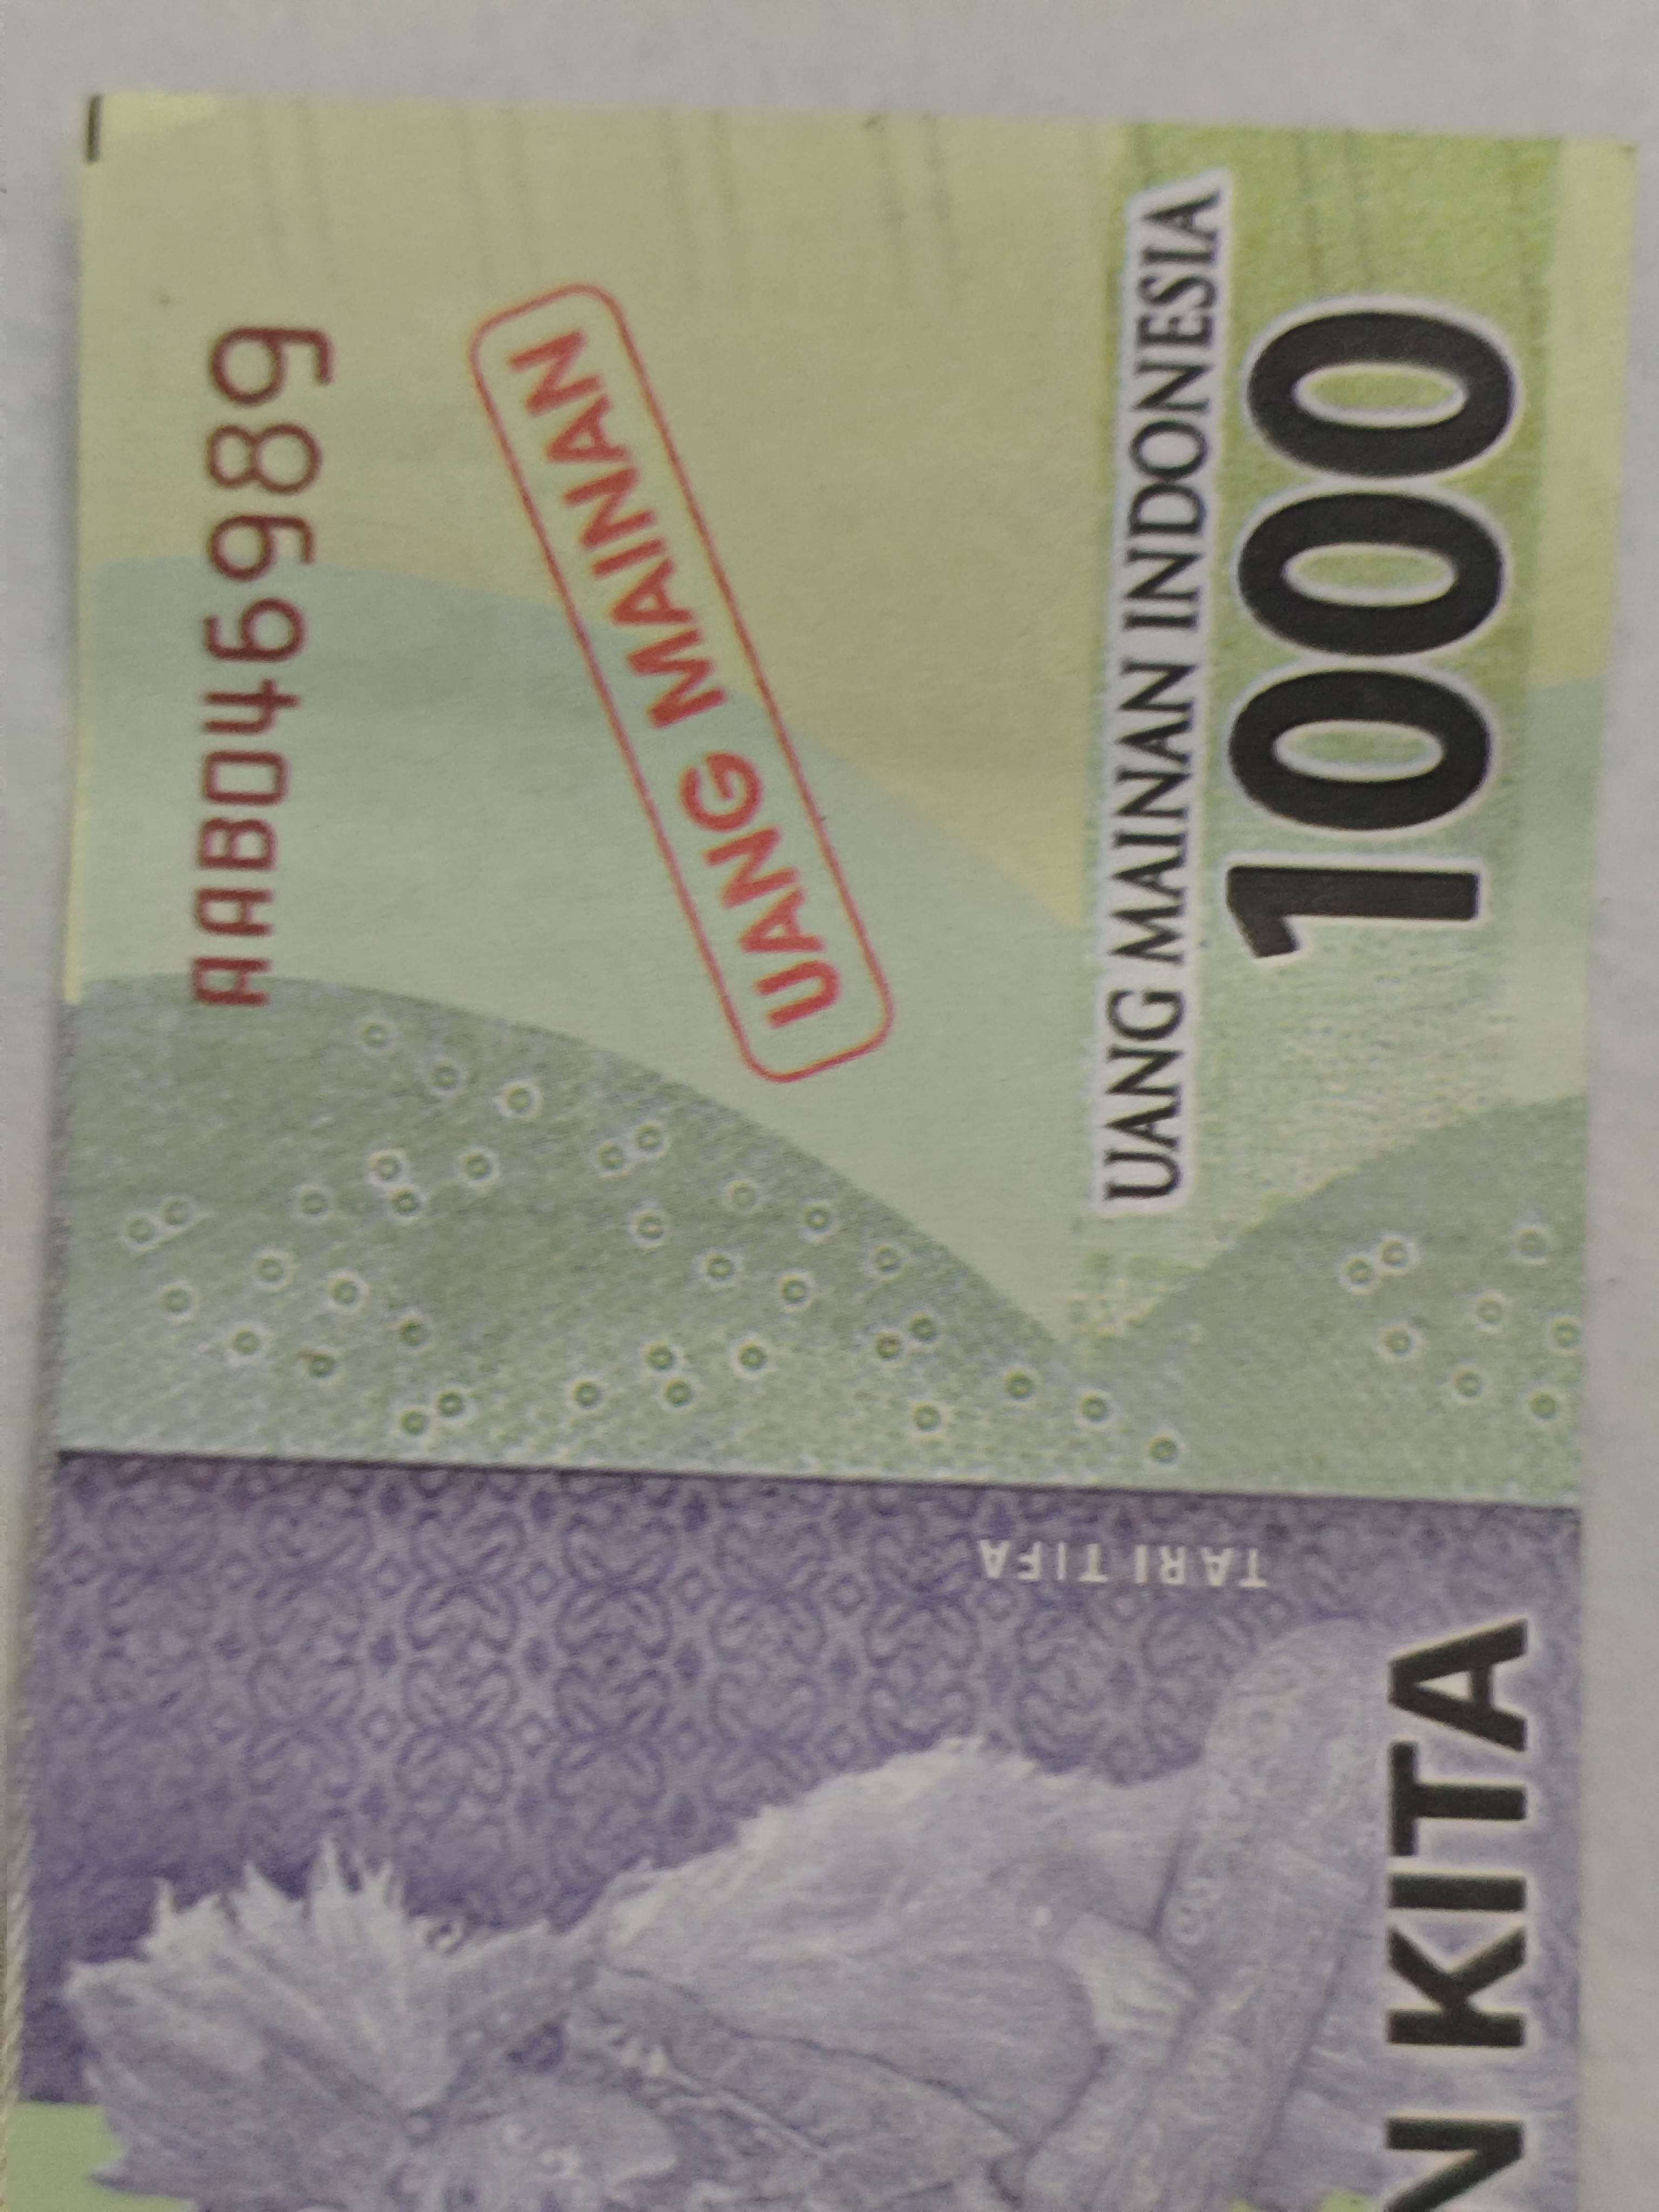 AAB046989
UANG MAINAN
UANG MAINAN INDONESIA
1000
TARI TIFA
N KITA